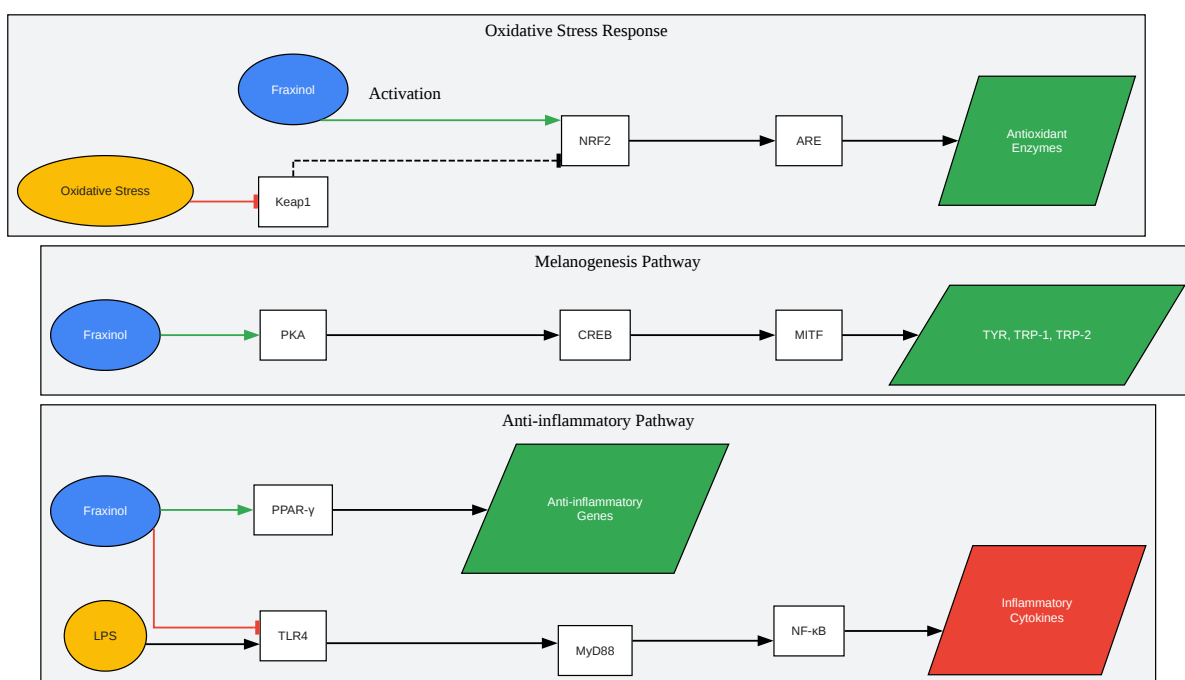 Oxidative Stress Response
Fraxinol
Activation
NRF2
ARE
Antioxidant
Enzymes
Oxidative Stress
Keap1
Melanogenesis Pathway
Fraxinol
PKA
CREB
MITF
TYR, TRP-1, TRP-2
Anti-inflammatory Pathway
Fraxinol
PPAR-γ
Anti-inflammatory
Genes
LPS
TLR4
MyD88
NF-κB
Inflammatory
Cytokines